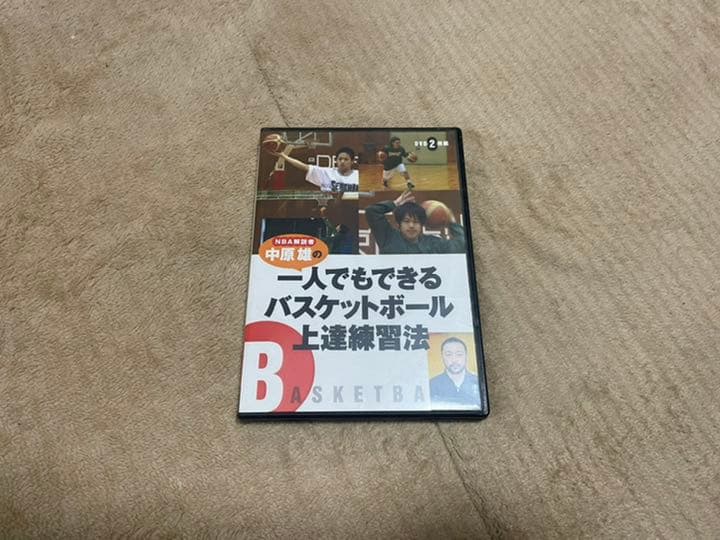 DVD2枚組
NBA解説者
中原 雄の
一人でもできる
バスケットボール
上達練習法
BASKETBA